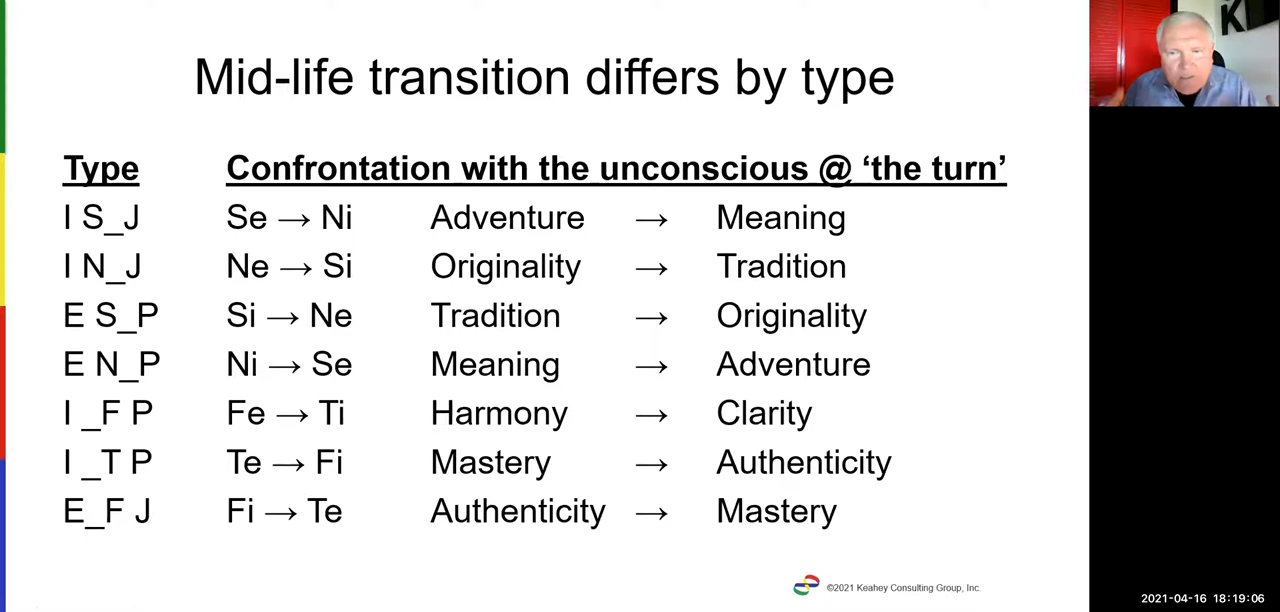 Mid-life transition differs by type
Type Confrontation with the unconscious @ ‘the turn’
I S_J Se → Ni Adventure → Meaning
I N_J Ne → Si Originality → Tradition
E S_P Si → Ne Tradition → Originality
E N_P Ni → Se Meaning → Adventure
I _F P Fe → Ti Harmony → Clarity
I _T P Te → Fi Mastery → Authenticity
E_F J Fi → Te Authenticity → Mastery
©2021 Keahey Consulting Group, Inc.
K
2021-04-16 18:19:06